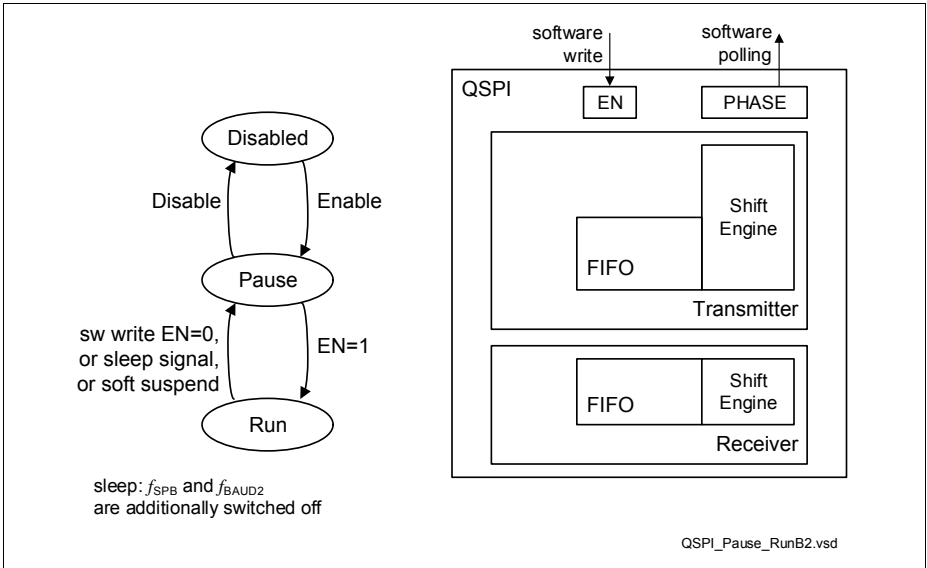 Disabled
Disable
Enable
Pause
sw write EN=0,
or sleep signal,
or soft suspend
EN=1
Run
sleep: fSPB and fBAUD2
are additionally switched off
software
write
software
polling
QSPI
EN
PHASE
Shift
Engine
FIFO
Transmitter
Shift
Engine
FIFO
Receiver
QSPI_Pause_RunB2.vsd